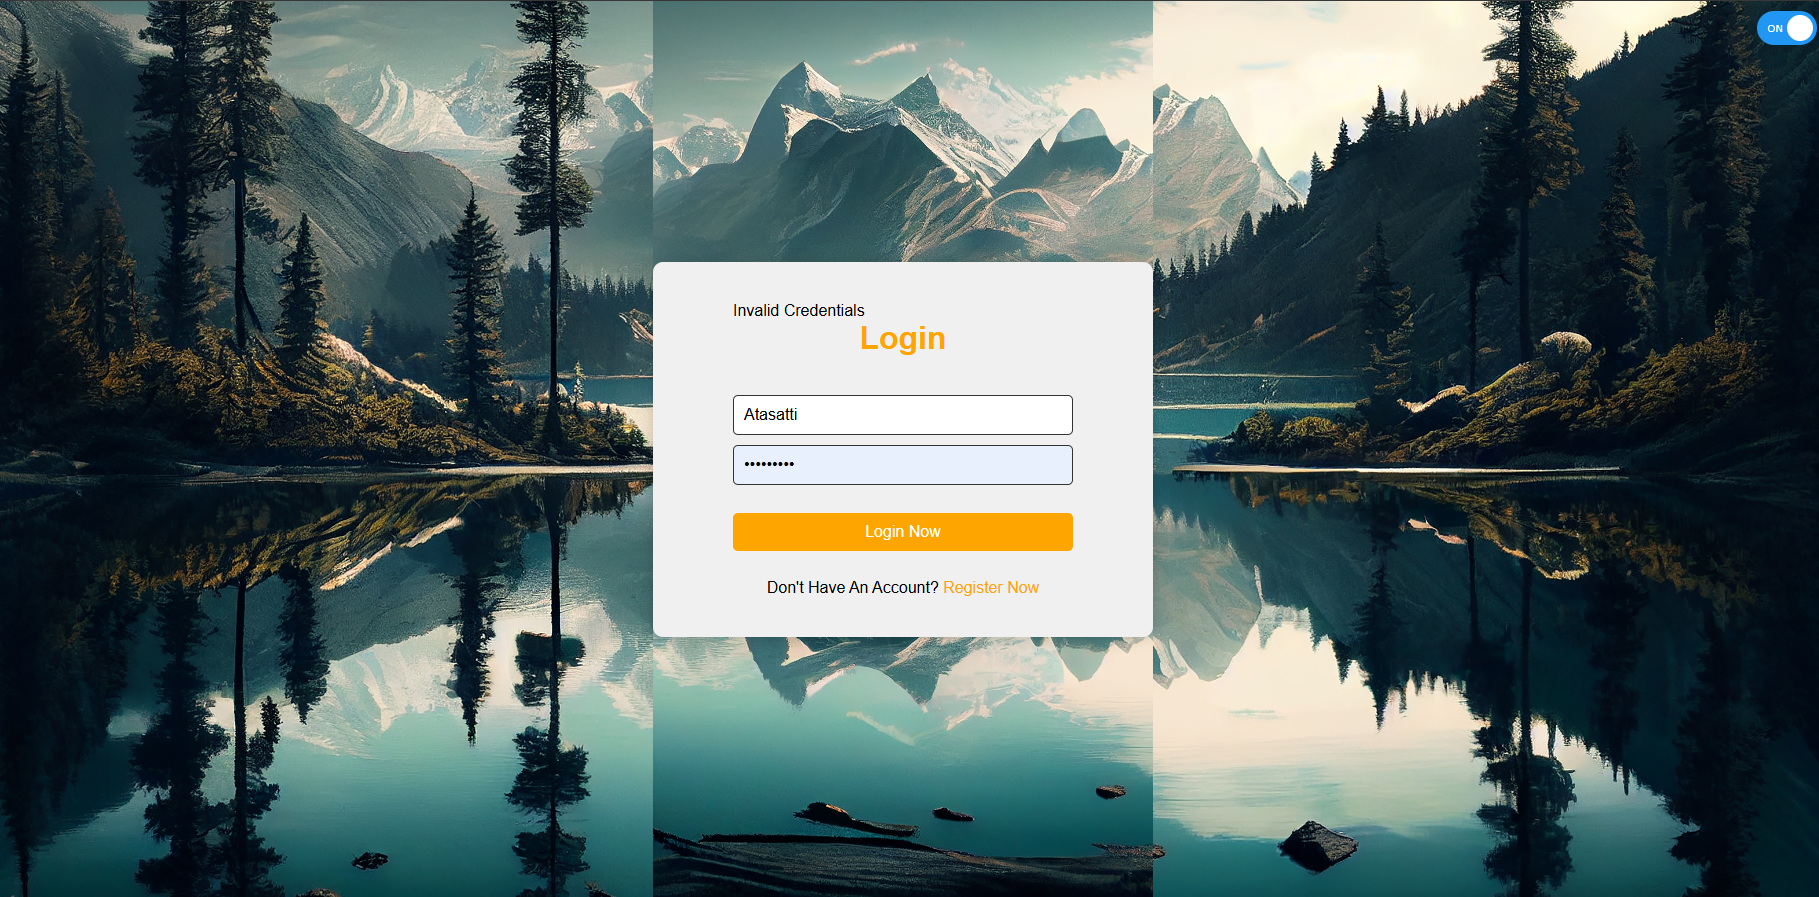 ON
Invalid Credentials
Login
Atasatti
•••••••••
Login Now
Don't Have An Account? Register Now